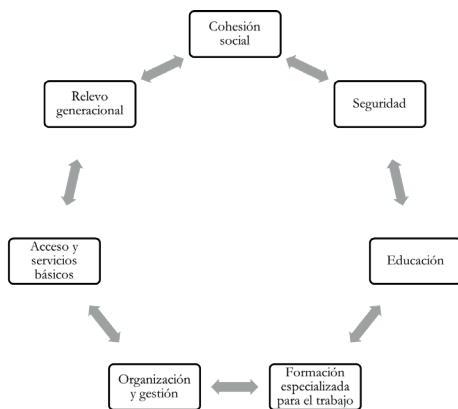 Cohesión
social
Seguridad
Educación
Formación
especializada
para el trabajo
Organización
y gestión
Acceso y
servicios
básicos
Relevo
generacional